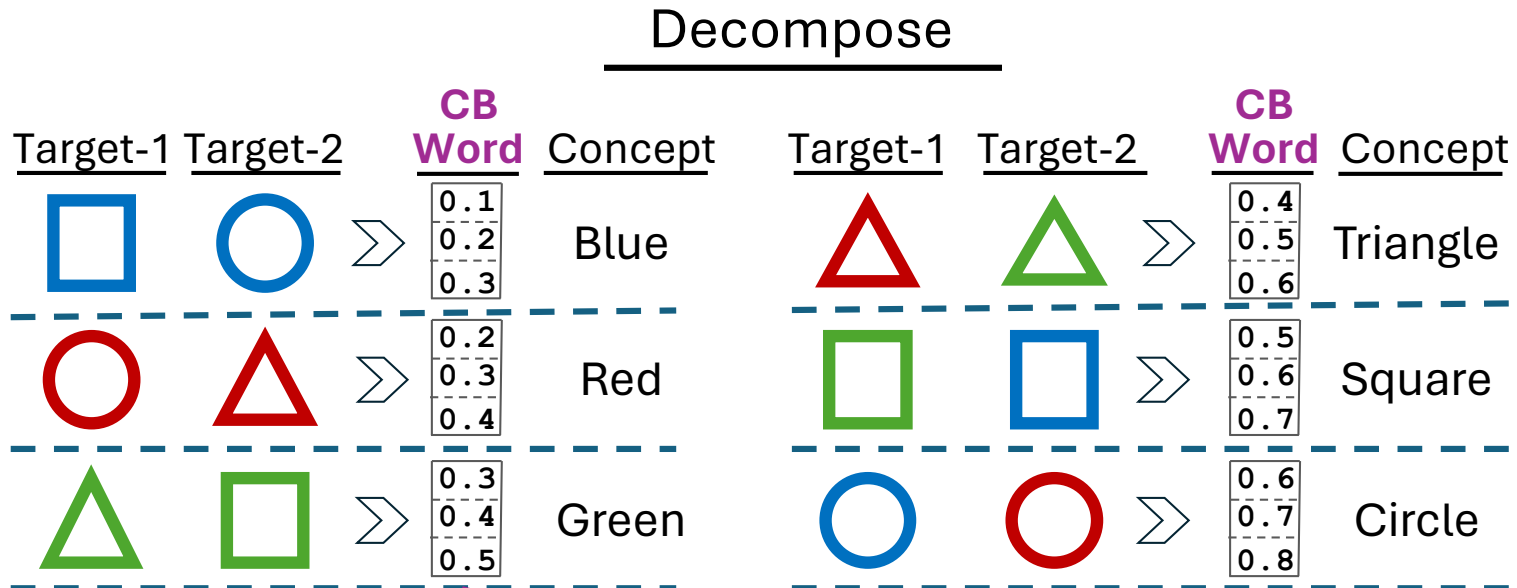 Decompose
CB CB
Target-1 Target-2 Word Concept Target-1 Target-2 Word Concept
0.1 0.4
0.2 Blue 0.5 Triangle
0.3 0.6
0.2 0.5
0.3 Red 0.6 Square
0.4 0.7
0.3 0.6
0.4 Green 0.7 Circle
0.5 0.8